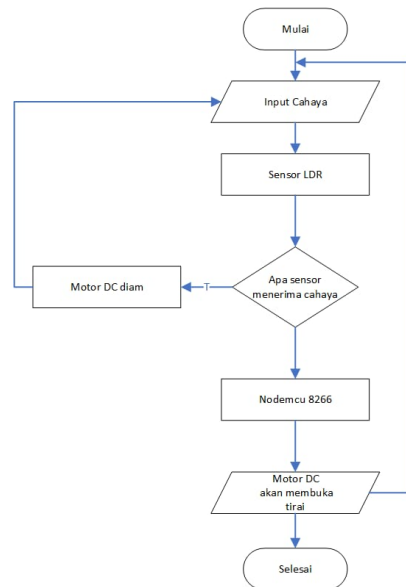 Mulai
Input Cahaya
Sensor LDR
Apa sensor
menerima cahaya
T
Motor DC diam
Nodemcu 8266
Motor DC
akan membuka
tirai
Selesai